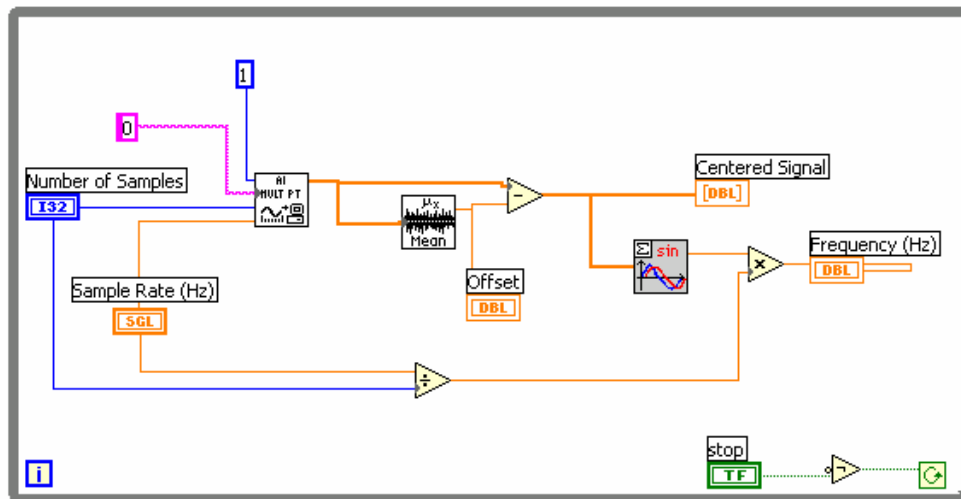 1
0
Number of Samples
I32
AI
MULT PT
Centered Signal
[DBL]
μx
Mean
Σ sin
Frequency (Hz)
DBL
Sample Rate (Hz)
SGL
Offset
DBL
stop
TF
i